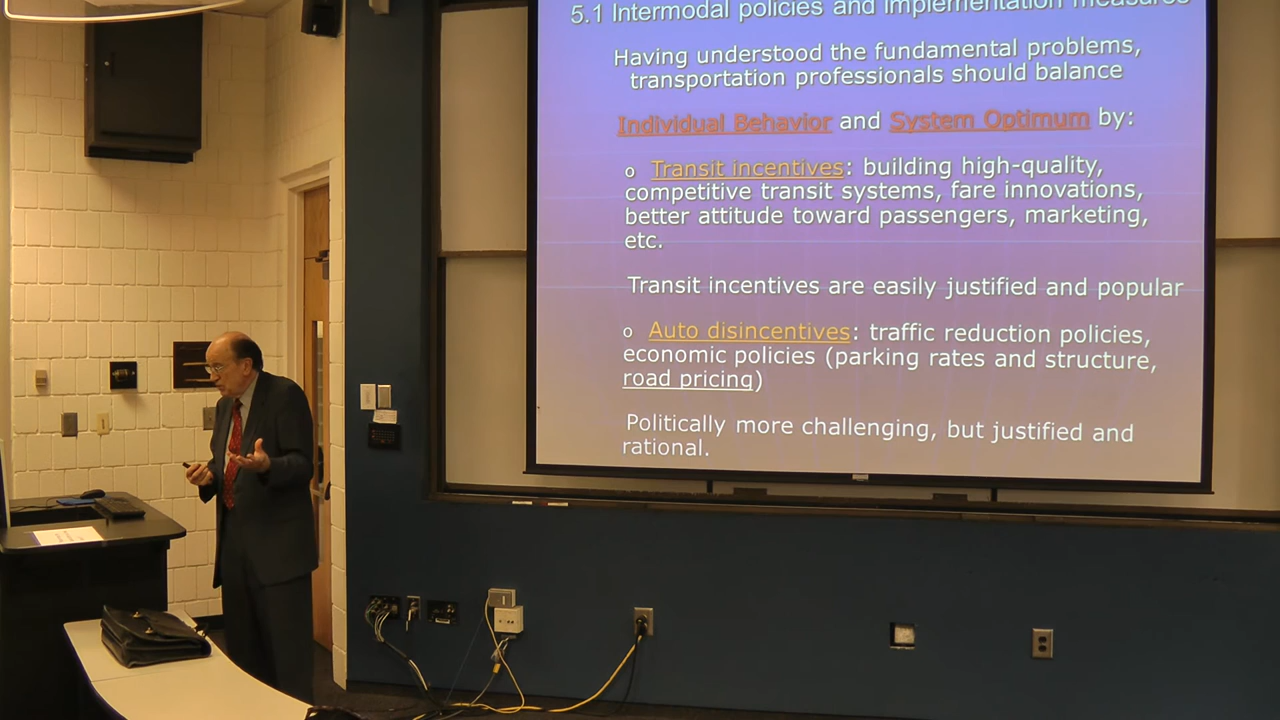 5.1 Intermodal policies and implementation measures
Having understood the fundamental problems,
transportation professionals should balance
Individual Behavior and System Optimum by:
o Transit incentives: building high-quality,
competitive transit systems, fare innovations,
better attitude toward passengers, marketing,
etc.
Transit incentives are easily justified and popular
o Auto disincentives: traffic reduction policies,
economic policies (parking rates and structure,
road pricing)
Politically more challenging, but justified and
rational.